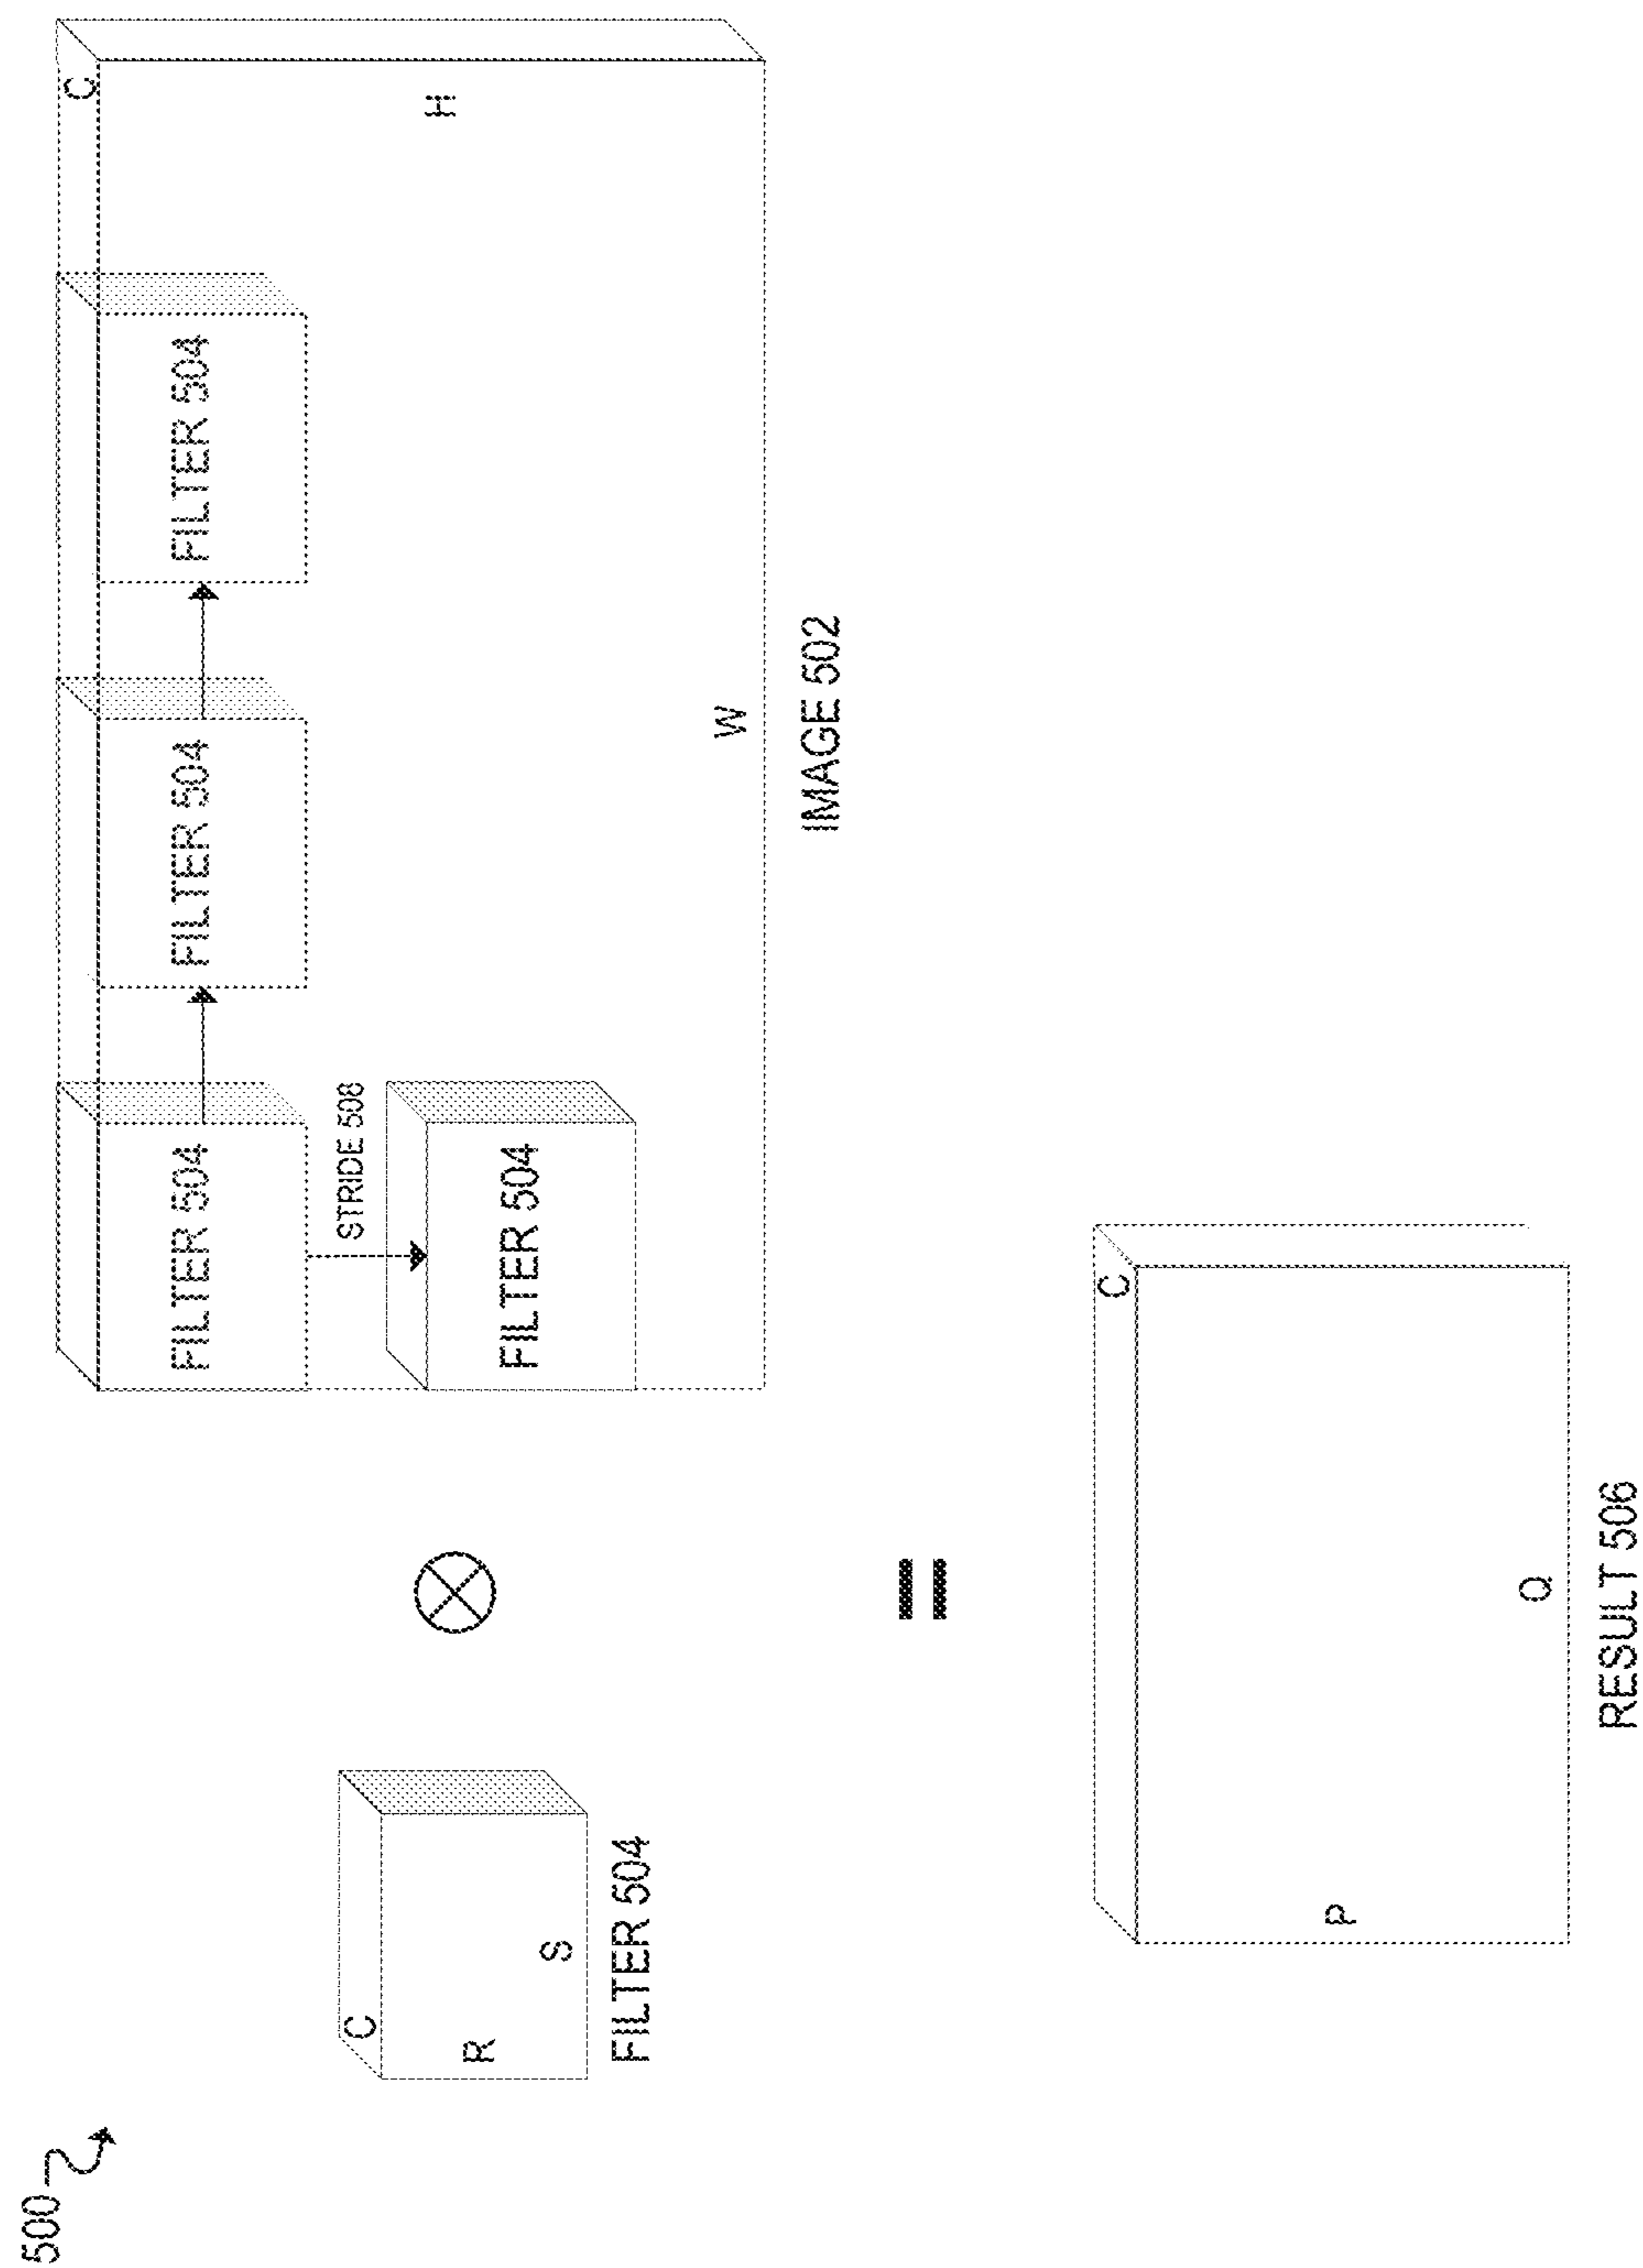 500
C
R
S
FILTER 504
C
FILTER 504
FILTER 504
FILTER 504
STRIDE 508
H
FILTER 504
W
IMAGE 502
C
P
Q
RESULT 506